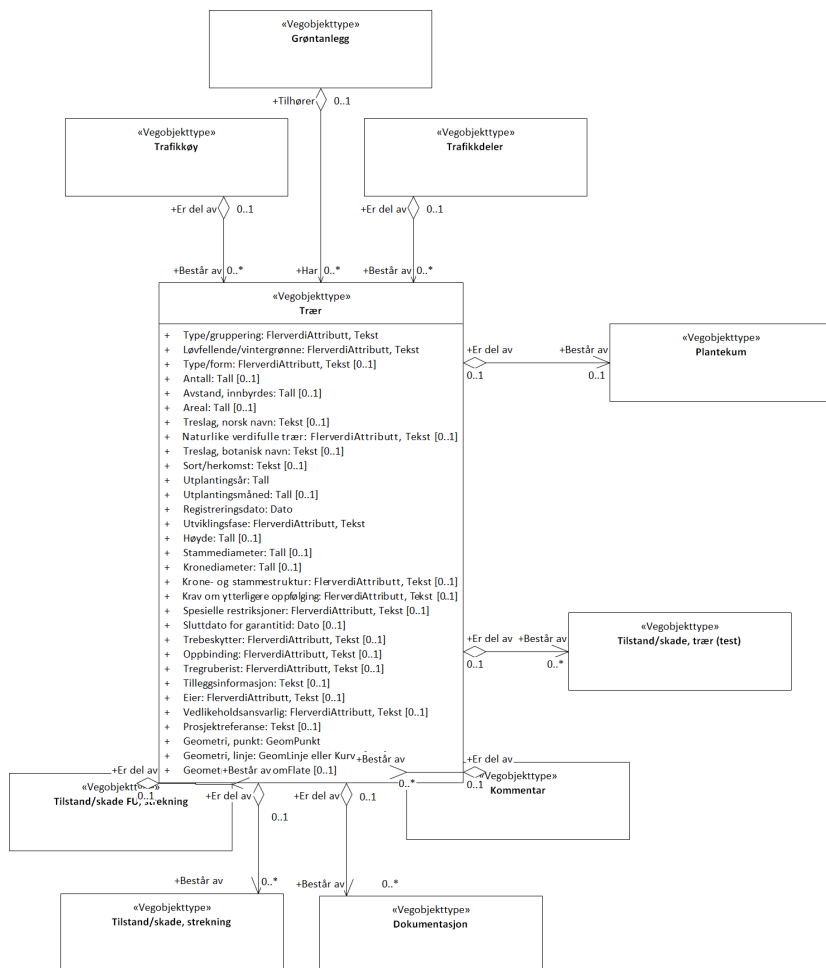 «Vegobjekttype»
Grøntanlegg
+Tilhører 0..1
«Vegobjekttype»
Trafikkøy
«Vegobjekttype»
Trafikkdeler
+Er del av 0..1
+Er del av 0..1
+Består av 0..*
+Har 0..*
+Består av 0..*
«Vegobjekttype»
Trær
+ Type/gruppering: FlerverdiAttributt, Tekst
+ Løvfellende/vintergrønne: FlerverdiAttributt, Tekst
+ Type/form: FlerverdiAttributt, Tekst [0..1]
+ Antall: Tall [0..1]
+ Avstand, innbyrdes: Tall [0..1]
+ Areal: Tall [0..1]
+ Treslag, norsk navn: Tekst [0..1]
+ Naturlike verdifulle trær: FlerverdiAttributt, Tekst [0..1]
+ Treslag, botanisk navn: Tekst [0..1]
+ Sort/herkomst: Tekst [0..1]
+ Utplantingsår: Tall
+ Utplantingsmåned: Tall [0..1]
+ Registreringsdato: Dato
+ Utviklingsfase: FlerverdiAttributt, Tekst
+ Høyde: Tall [0..1]
+ Stammediameter: Tall [0..1]
+ Kronediameter: Tall [0..1]
+ Krone- og stammestruktur: FlerverdiAttributt, Tekst [0..1]
+ Krav om ytterligere oppfølging: FlerverdiAttributt, Tekst [0..1]
+ Spesielle restriksjoner: FlerverdiAttributt, Tekst [0..1]
+ Sluttdato for garantitid: Dato [0..1]
+ Trebeskytter: FlerverdiAttributt, Tekst [0..1]
+ Oppbinding: FlerverdiAttributt, Tekst [0..1]
+ Tregruberist: FlerverdiAttributt, Tekst [0..1]
+ Tilleggsinformasjon: Tekst [0..1]
+ Eier: FlerverdiAttributt, Tekst [0..1]
+ Vedlikeholdsansvarlig: FlerverdiAttributt, Tekst [0..1]
+ Prosjektreferanse: Tekst [0..1]
+ Geometri, punkt: GeomPunkt
+ Geometri, linje: GeomLinje eller Kurv
+ Geomet omFlate [0..1]
+Er del av +Består av
0..1 0..1
«Vegobjekttype»
Plantekum
+Er del av +Består av
0..1 0..*
«Vegobjekttype»
Tilstand/skade, trær (test)
+Er del av
+Består av
0..1
«Vegobjekttype»
Tilstand/skade FU, strekning
+Består av
+Er del av
0..*
0..1
«Vegobjekttype»
Kommentar
+Er del av
0..1
+Består av 0..*
«Vegobjekttype»
Tilstand/skade, strekning
+Er del av 0..1
+Består av 0..*
«Vegobjekttype»
Dokumentasjon